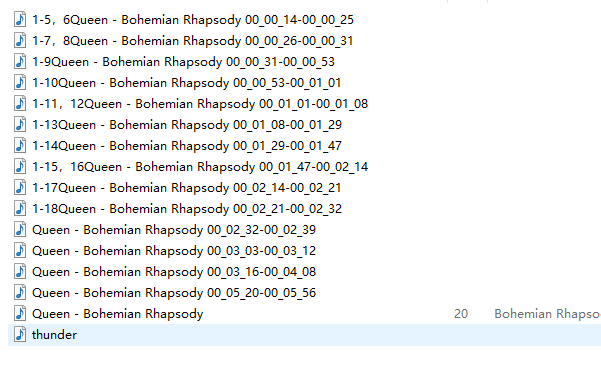 1-5，6Queen - Bohemian Rhapsody 00_00_14-00_00_25
1-7，8Queen - Bohemian Rhapsody 00_00_26-00_00_31
1-9Queen - Bohemian Rhapsody 00_00_31-00_00_53
1-10Queen - Bohemian Rhapsody 00_00_53-00_01_01
1-11，12Queen - Bohemian Rhapsody 00_01_01-00_01_08
1-13Queen - Bohemian Rhapsody 00_01_08-00_01_29
1-14Queen - Bohemian Rhapsody 00_01_29-00_01_47
1-15，16Queen - Bohemian Rhapsody 00_01_47-00_02_14
1-17Queen - Bohemian Rhapsody 00_02_14-00_02_21
1-18Queen - Bohemian Rhapsody 00_02_21-00_02_32
Queen - Bohemian Rhapsody 00_02_32-00_02_39
Queen - Bohemian Rhapsody 00_03_03-00_03_12
Queen - Bohemian Rhapsody 00_03_16-00_04_08
Queen - Bohemian Rhapsody 00_05_20-00_05_56
Queen - Bohemian Rhapsody 20 Bohemian Rhapso
thunder